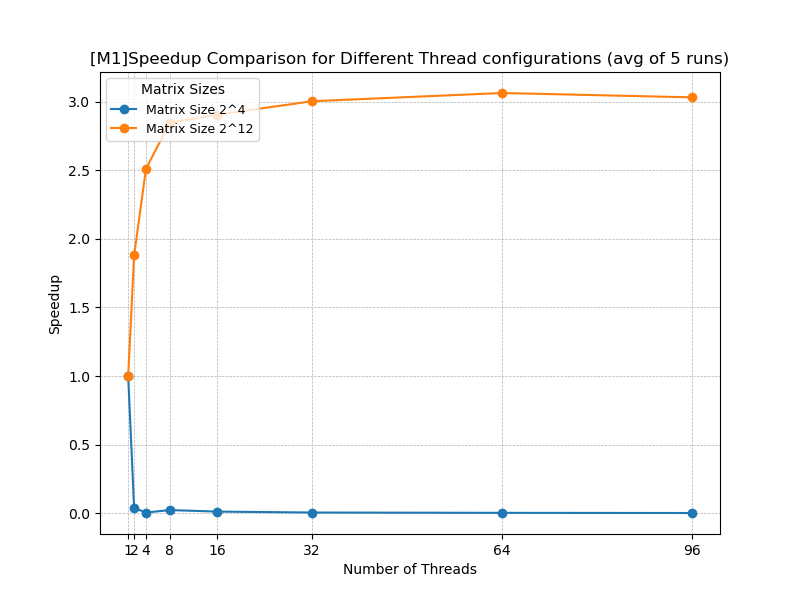 [M1]Speedup Comparison for Different Thread configurations (avg of 5 runs)
Matrix Sizes
Matrix Size 2^4
Matrix Size 2^12
3.0
2.5
2.0
1.5
1.0
0.5
0.0
Speedup
1 2 4 8 16 32 64 96
Number of Threads